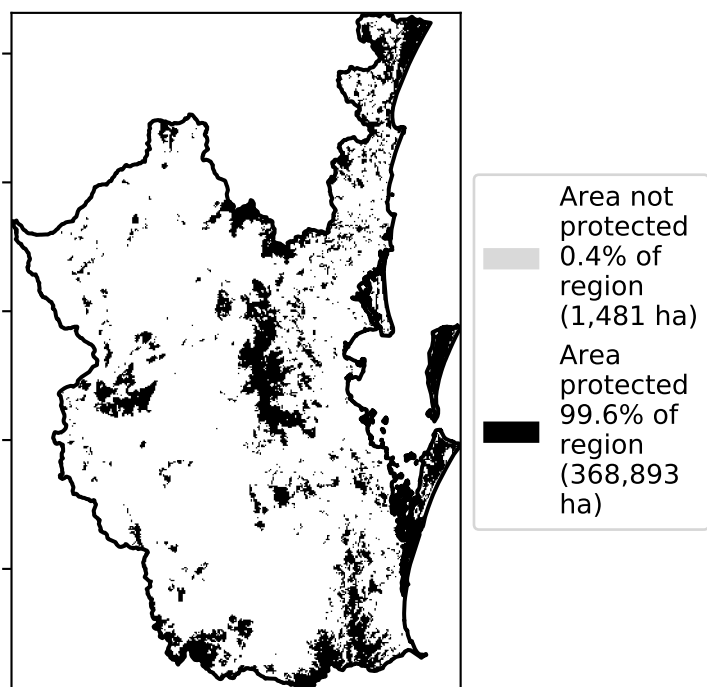 Area not
protected
0.4% of
region
(1,481 ha)
Area
protected
99.6% of
region
(368,893
ha)